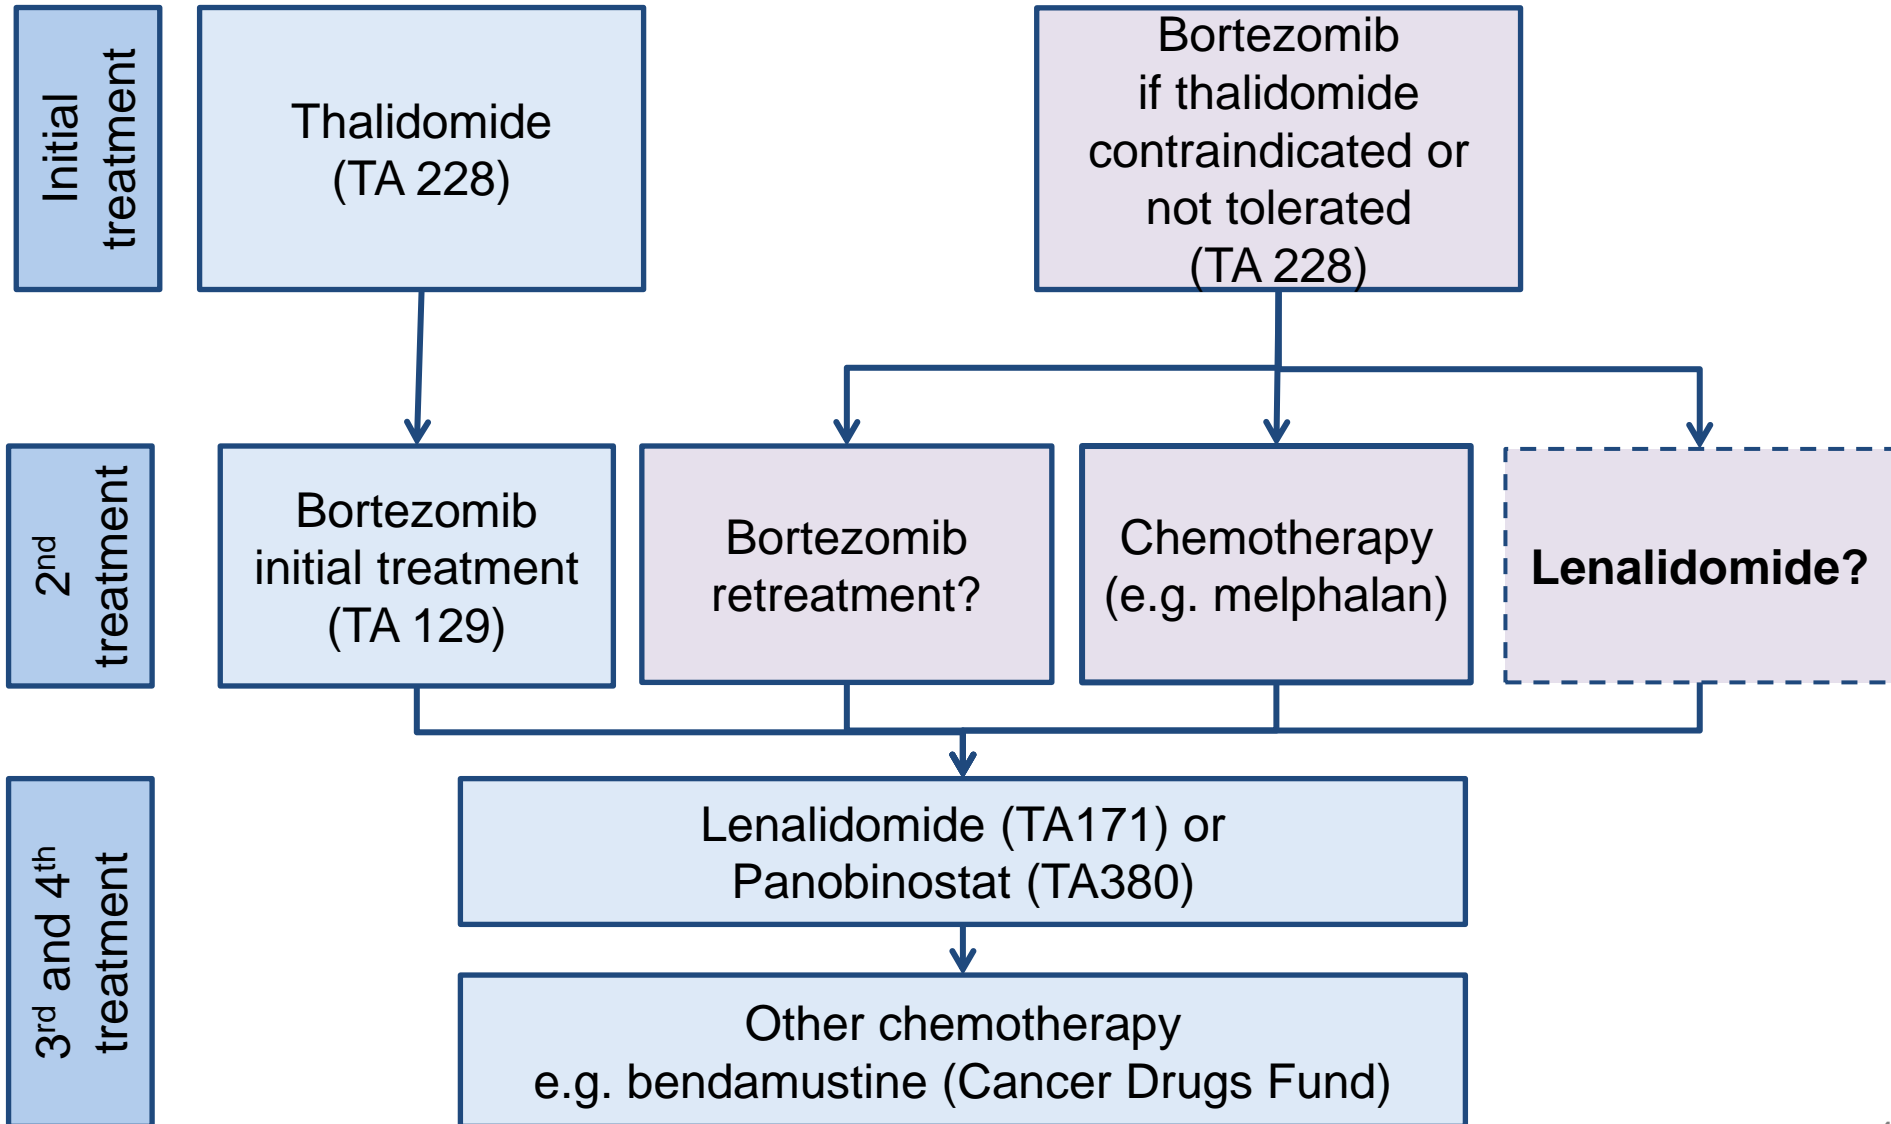 Initial
treatment
Thalidomide
(TA 228)
Bortezomib
if thalidomide
contraindicated or
not tolerated
(TA 228)
2nd
treatment
Bortezomib
initial treatment
(TA 129)
Bortezomib
retreatment?
Chemotherapy
(e.g. melphalan)
Lenalidomide?
3rd and 4th
treatment
Lenalidomide (TA171) or
Panobinostat (TA380)
Other chemotherapy
e.g. bendamustine (Cancer Drugs Fund)